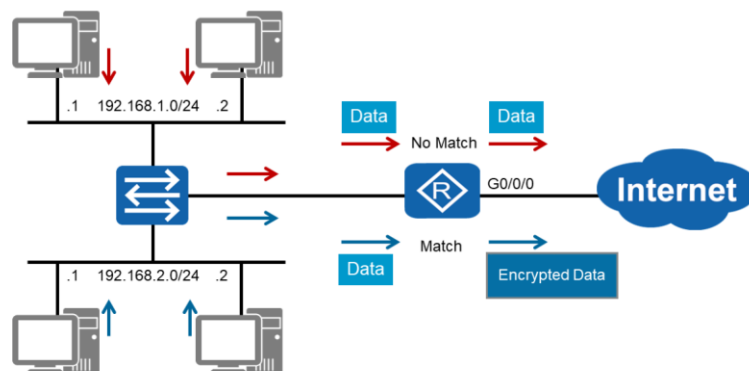 .1 192.168.1.0/24 .2
Data
Data
No Match
R
G0/0/0
Internet
.1 192.168.2.0/24 .2
Data
Match
Encrypted Data